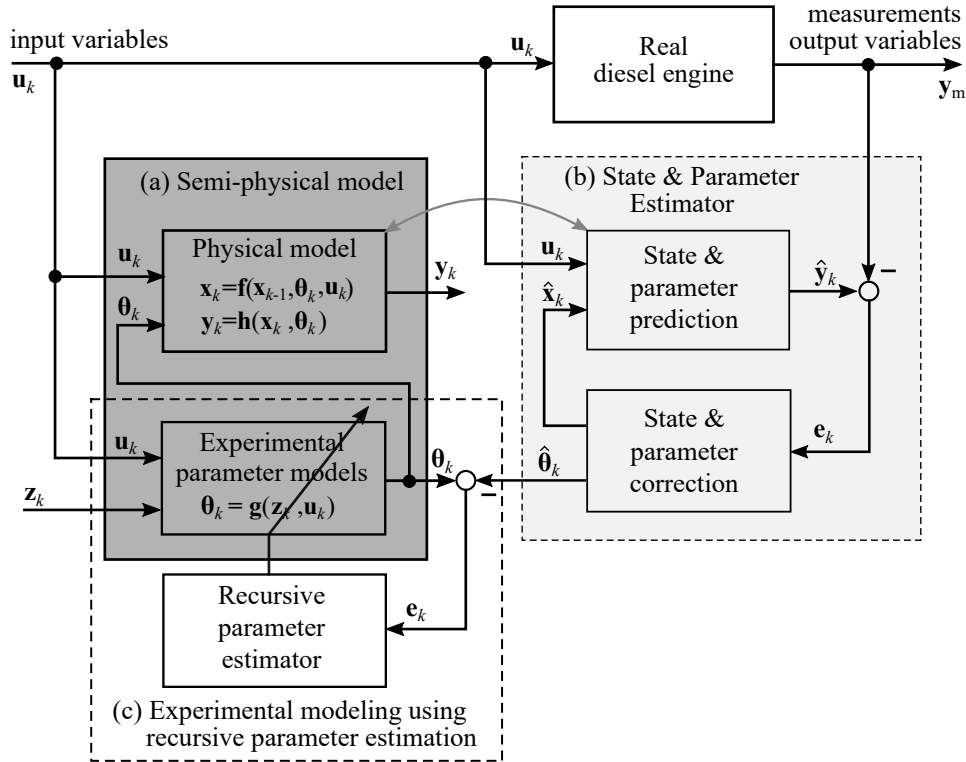 input variables
u_k
u_k
Real
diesel engine
measurements
output variables
y_m
(a) Semi-physical model
(b) State & Parameter
Estimator
u_k
θ_k
Physical model
x_k=f(x_{k-1},θ_k,u_k)
y_k=h(x_k,θ_k)
y_k
u_k
x̂_k
State &
parameter
prediction
ŷ_k
−
u_k
z_k
Experimental
parameter models
θ_k = g(z_k,u_k)
θ_k
−
θ̂_k
State &
parameter
correction
e_k
Recursive
parameter
estimator
e_k
(c) Experimental modeling using
recursive parameter estimation